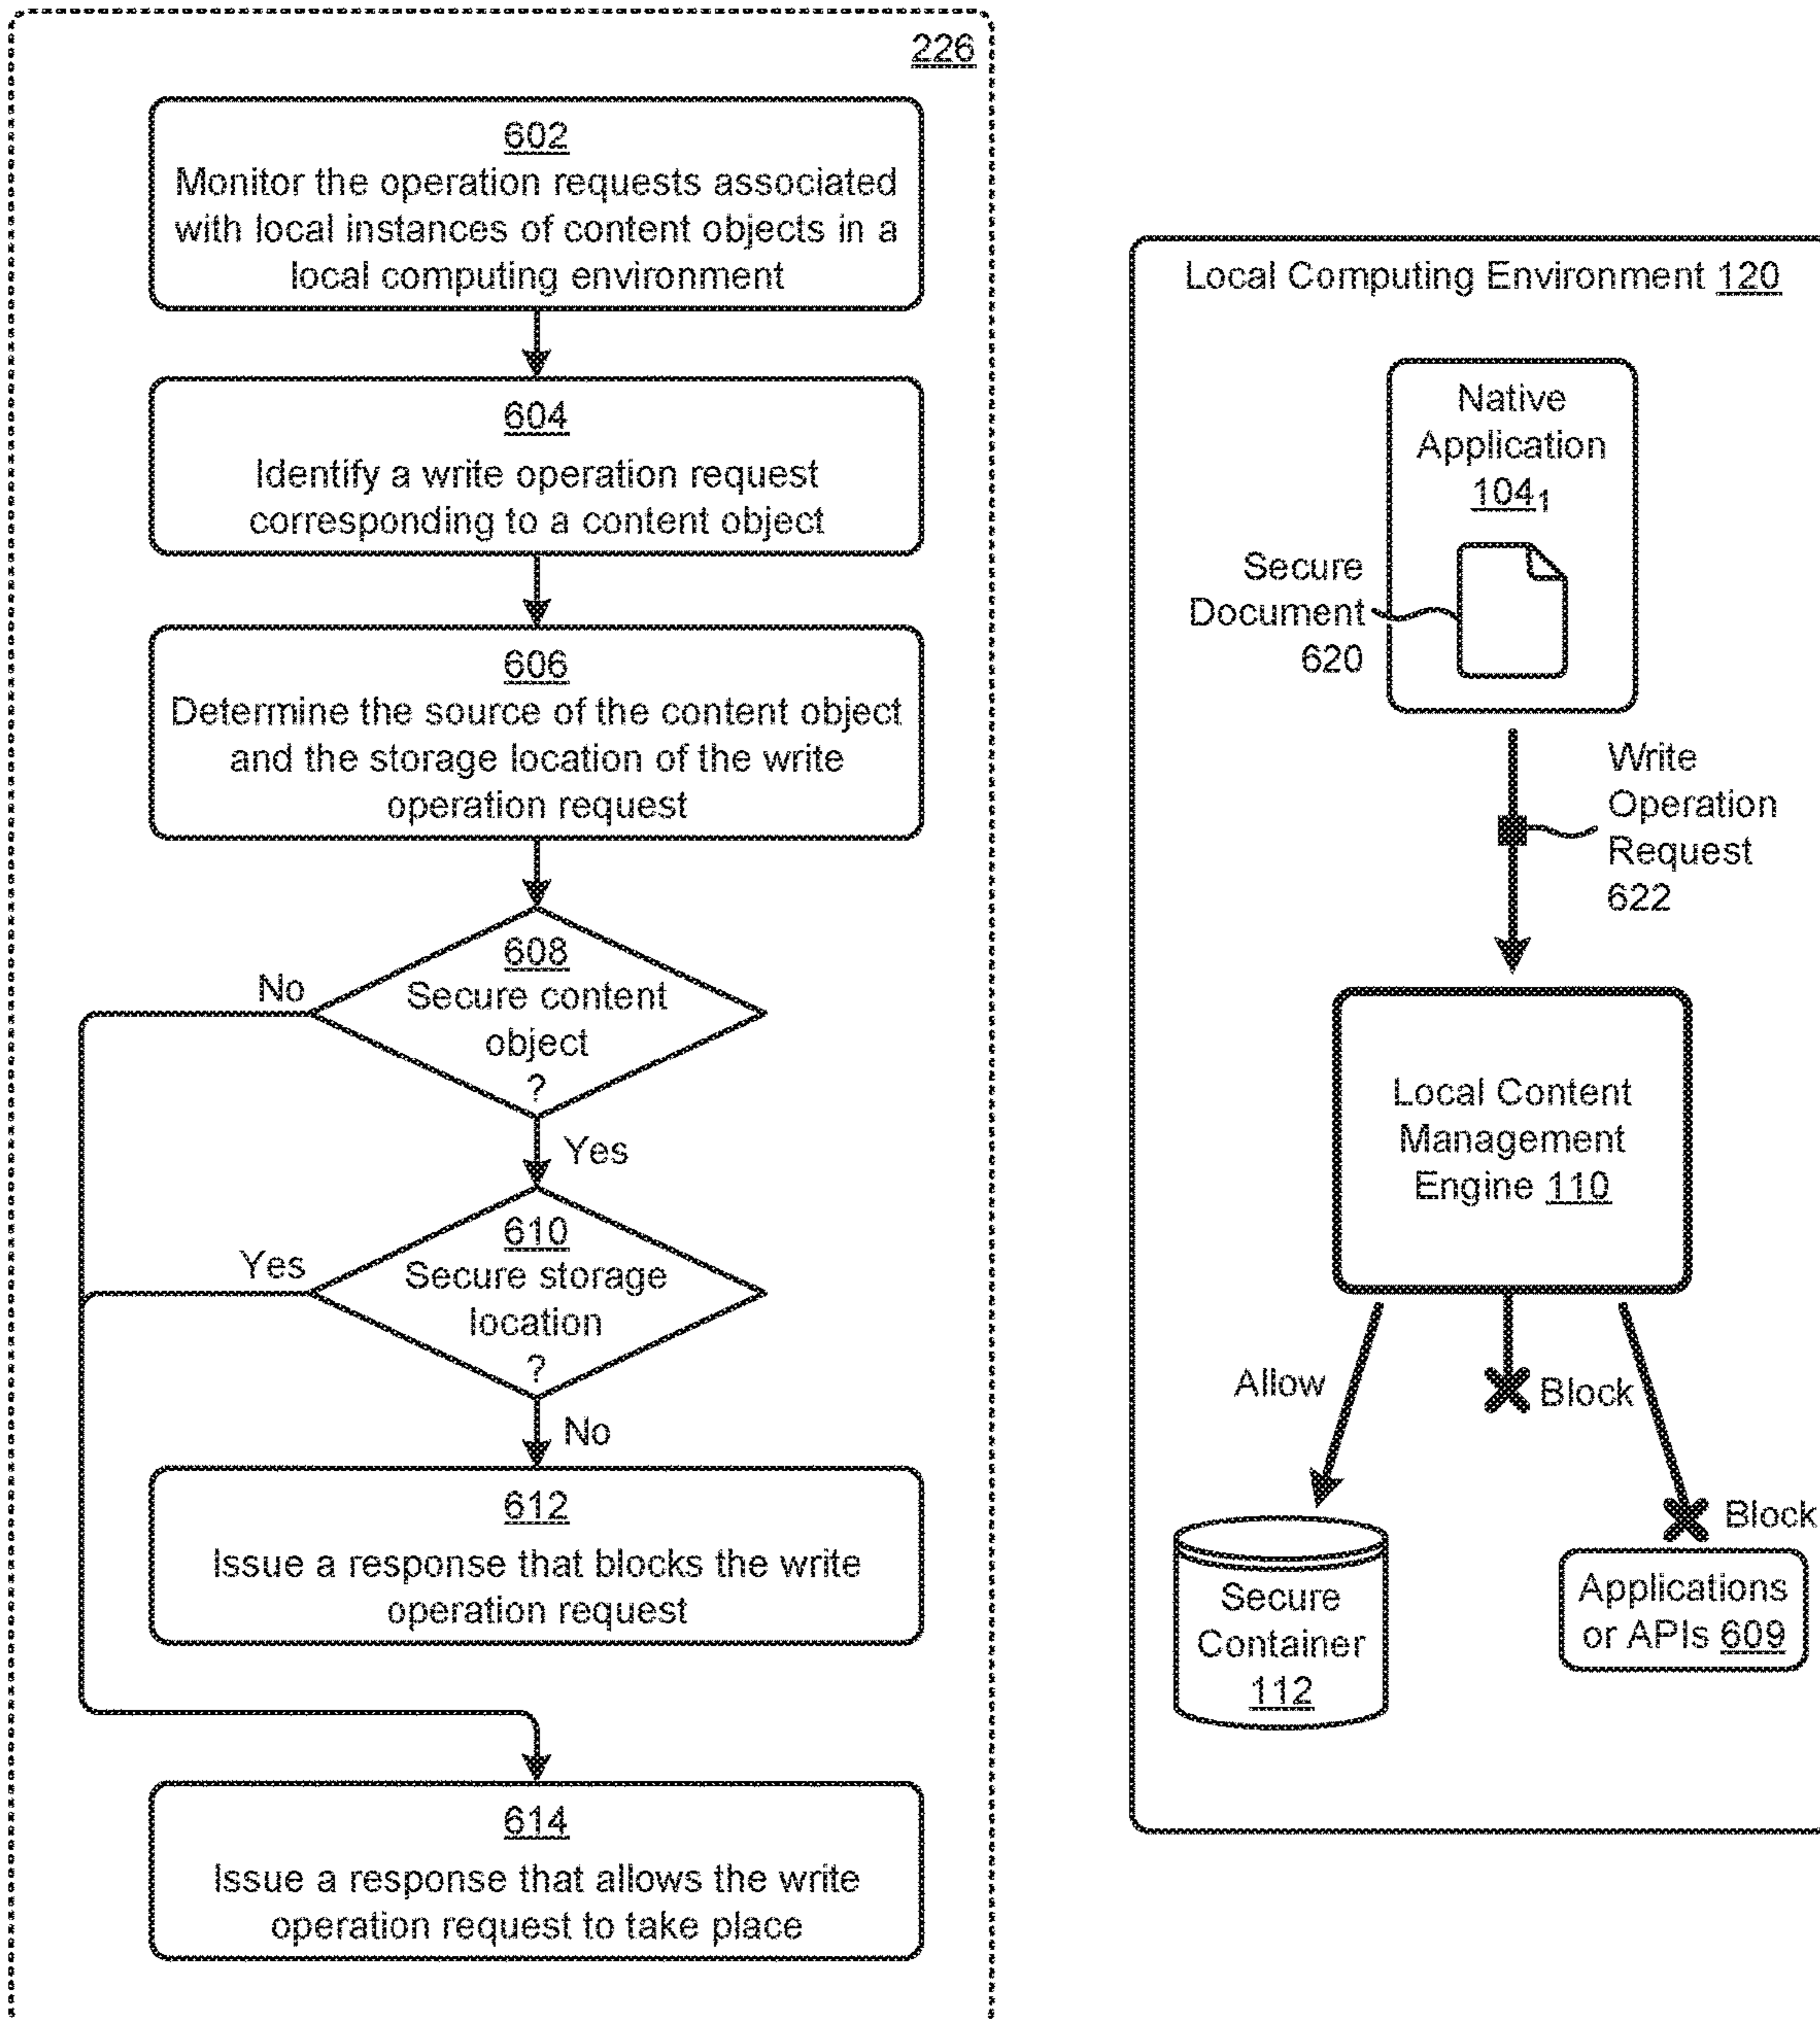 226
602
Monitor the operation requests associated
with local instances of content objects in a
local computing environment
604
Identify a write operation request
corresponding to a content object
606
Determine the source of the content object
and the storage location of the write
operation request
608
Secure content
object
?
No
Yes
610
Secure storage
location
?
Yes
No
612
Issue a response that blocks the write
operation request
614
Issue a response that allows the write
operation request to take place
Local Computing Environment 120
Native
Application
104₁
Secure
Document
620
Write
Operation
Request
622
Local Content
Management
Engine 110
Allow
Block
Block
Secure
Container
112
Applications
or APIs 609